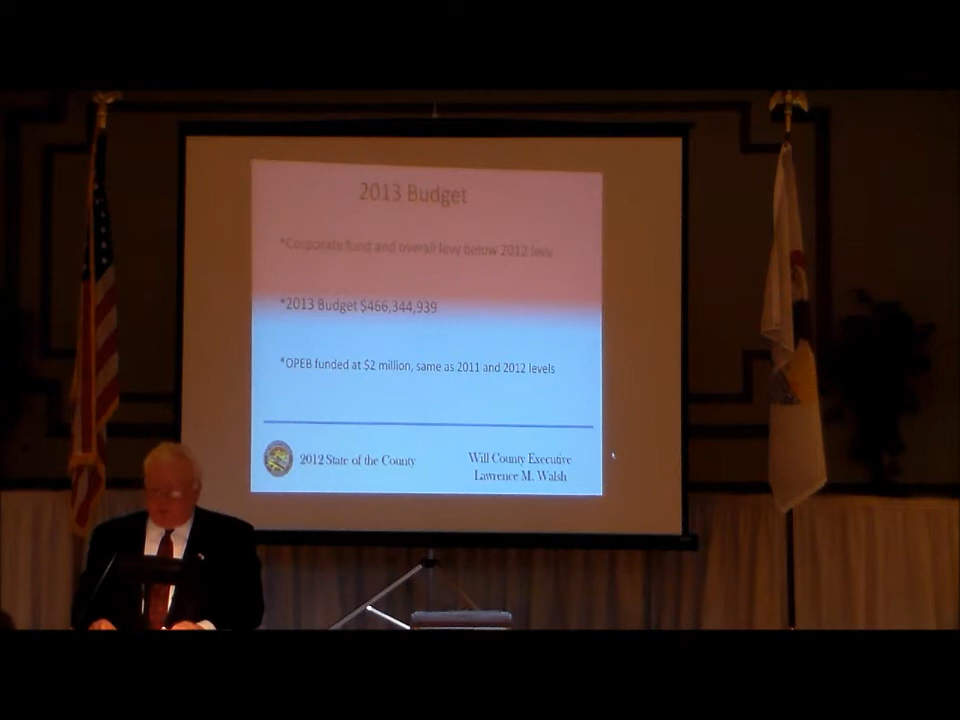 2013 Budget
*Corporate fund and overall levy below 2012 levy
*2013 Budget $466,344,939
*OPEB funded at $2 million, same as 2011 and 2012 levels
2012 State of the County
Will County Executive
Lawrence M. Walsh